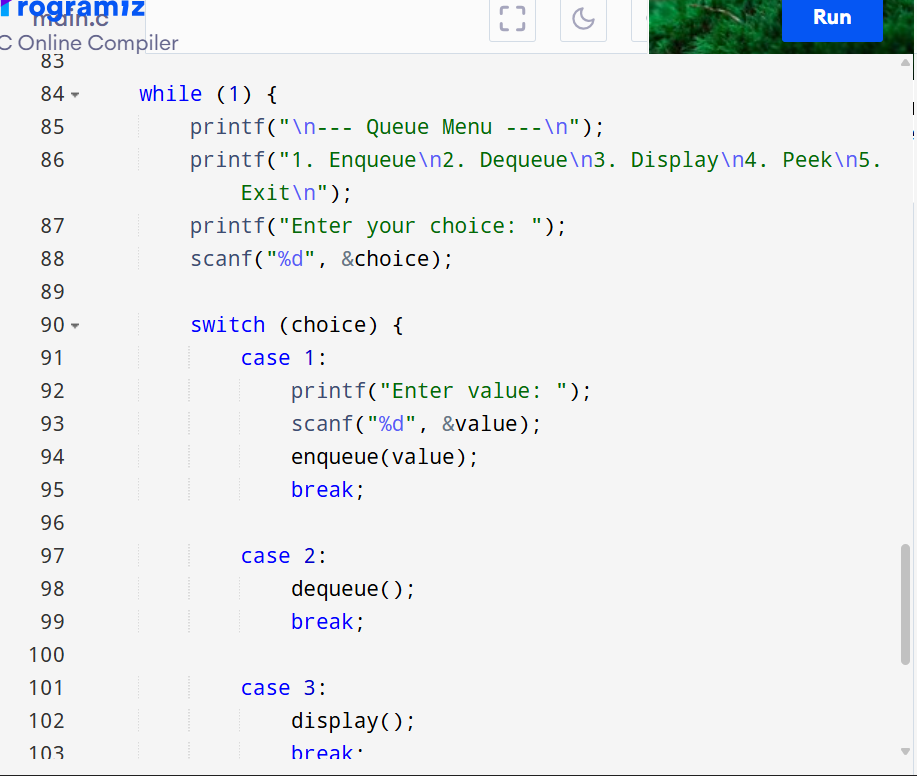 Programiz
main.c
C Online Compiler
Run
83
84 while (1) {
85 printf("\n--- Queue Menu ---\n");
86 printf("1. Enqueue\n2. Dequeue\n3. Display\n4. Peek\n5.
Exit\n");
87 printf("Enter your choice: ");
88 scanf("%d", &choice);
89
90 switch (choice) {
91 case 1:
92 printf("Enter value: ");
93 scanf("%d", &value);
94 enqueue(value);
95 break;
96
97 case 2:
98 dequeue();
99 break;
100
101 case 3:
102 display();
103 break;